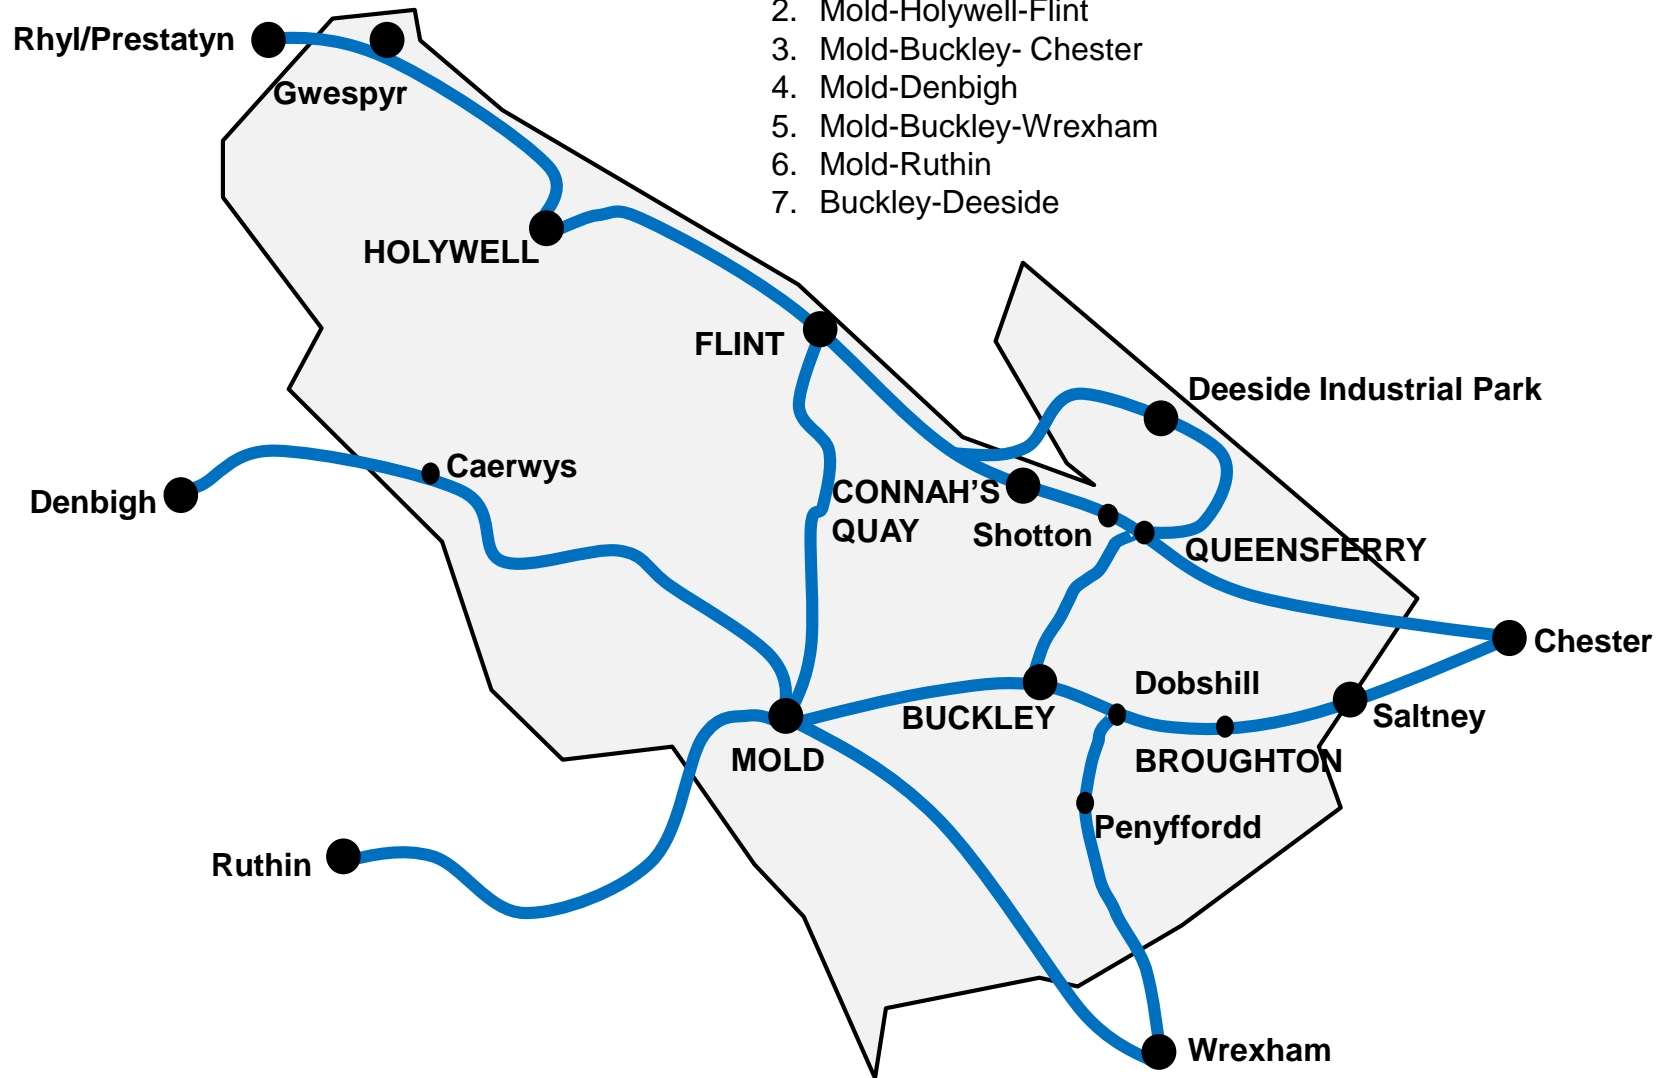 2. Mold-Holywell-Flint
Rhyl/Prestatyn
3. Mold-Buckley- Chester
4. Mold-Denbigh
Gwespyr
5. Mold-Buckley-Wrexham
6. Mold-Ruthin
7. Buckley-Deeside
HOLYWELL
FLINT
Deeside Industrial Park
Caerwys
Denbigh
CONNAH'S
QUAY
Shotton
QUEENSFERRY
Chester
Dobshill
BUCKLEY
Saltney
MOLD
BROUGHTON
Penyffordd
Ruthin
Wrexham